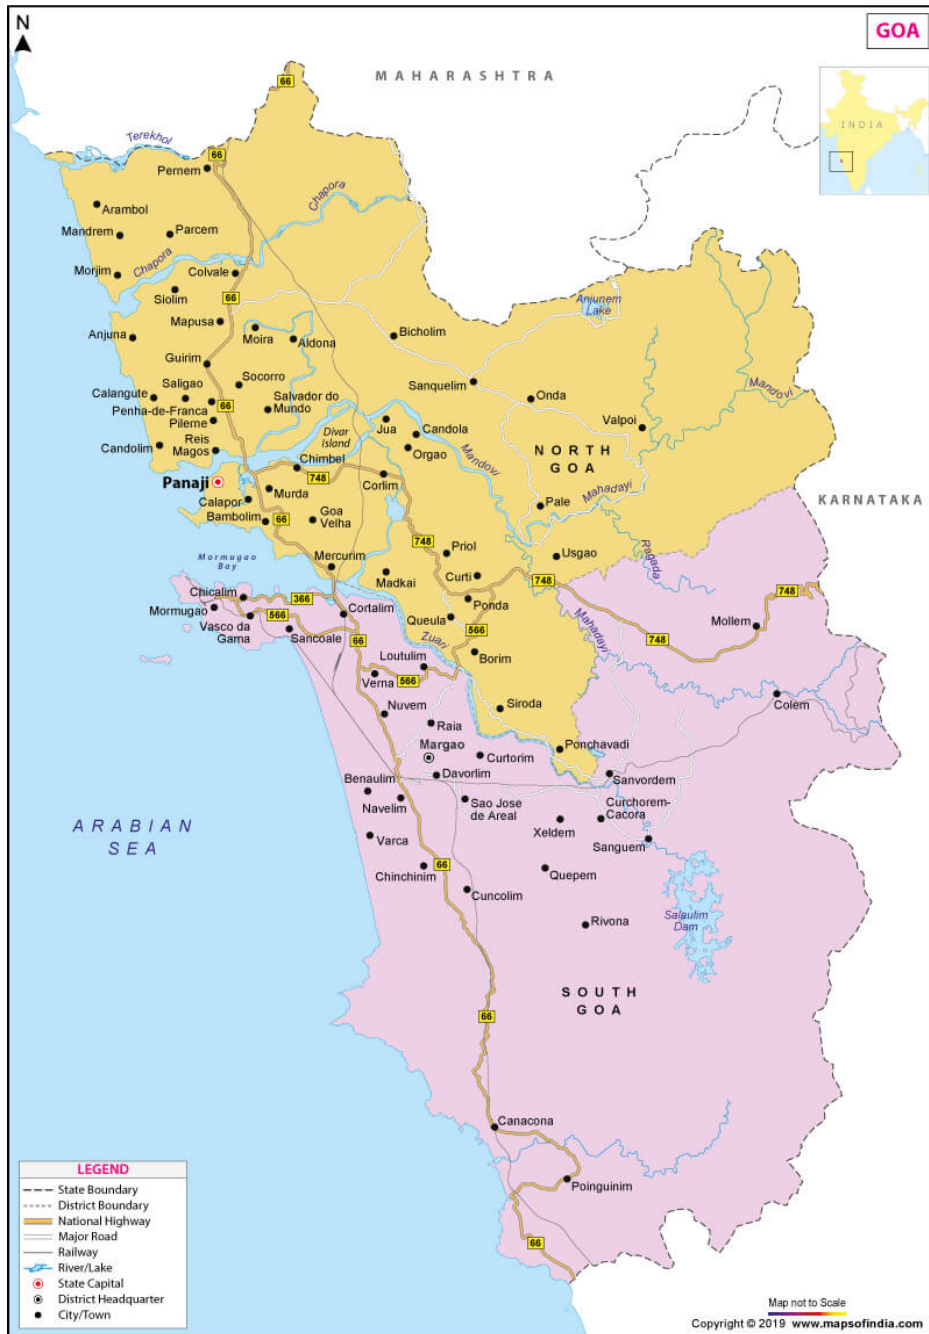 N
GOA
MAHARASHTRA
INDIA
66
Terekhol
66
Pernem
Chapora
Arambol
Mandrem
Parcem
Chapora
Morjim
Colvale
Siolim
66
Anjunem
Lake
Mapusa
Moira
Aldona
Bicholim
Anjuna
Guirim
Saligao
Socorro
Sanquelim
Mandovi
Calangute
Penha-de-Franca
66
Salvador do
Mundo
Onda
Pilerne
Jua
Candola
Valpoi
Candolim
Reis
Magos
Divar
Island
Orgao
Mandovi
NORTH
GOA
Chimbel
748
Corlim
Panaji
Murda
Mahadayi
Calapor
Pale
KARNATAKA
Bambolim
66
Goa
Velha
748
Mormugao
Bay
Mercurim
Priol
Usgao
Ragada
Madkai
Curti
748
748
Chicalim
366
Ponda
Mormugao
566
Cortalim
Queula
566
Mahadayi
Mollem
Vasco da
Gama
Sancoale
66
Zuari
748
Loutulim
Borim
Verna
566
Colem
Nuvem
Siroda
Raia
Margao
Curtorim
Ponchavadi
Davorlim
Sanvordem
Benaulim
Navelim
Sao Jose
de Areal
Curchorem-
Cacora
ARABIAN
SEA
Varca
Xeldem
Sanguem
Chinchinim
66
Quepem
Cuncolim
Rivona
Salaulim
Dam
SOUTH
GOA
66
Canacona
Poinguinim
66
LEGEND
State Boundary
District Boundary
National Highway
Major Road
Railway
River/Lake
State Capital
District Headquarter
City/Town
Map not to Scale
Copyright © 2019 www.mapsofindia.com